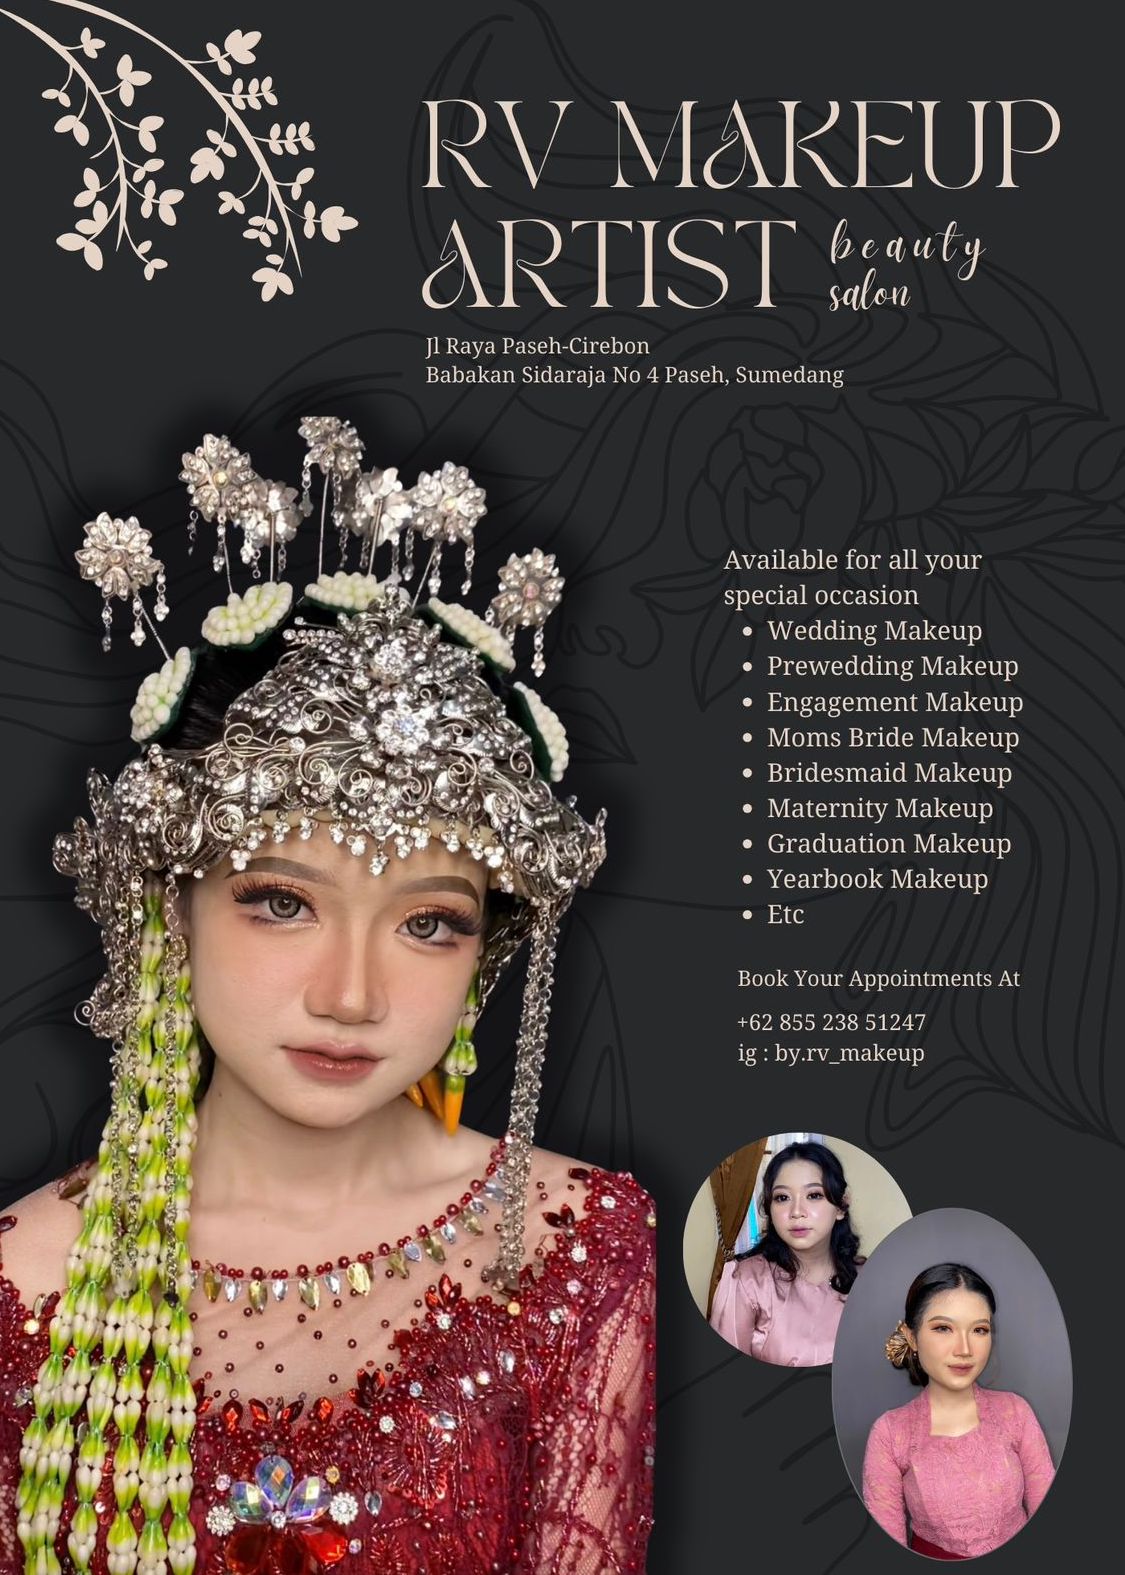 RV MAKEUP
ARTIST beauty
salon
Jl Raya Paseh-Cirebon
Babakan Sidaraja No 4 Paseh, Sumedang
Available for all your
special occasion
• Wedding Makeup
• Prewedding Makeup
• Engagement Makeup
• Moms Bride Makeup
• Bridesmaid Makeup
• Maternity Makeup
• Graduation Makeup
• Yearbook Makeup
• Etc
Book Your Appointments At
+62 855 238 51247
ig : by.rv_makeup